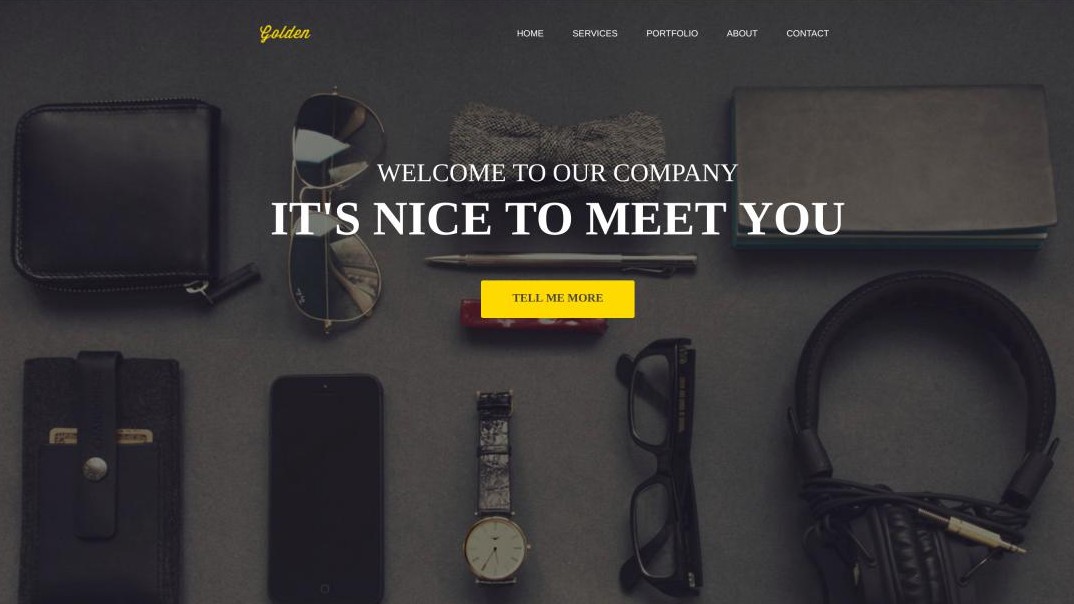 Golden
HOME SERVICES PORTFOLIO ABOUT CONTACT
WELCOME TO OUR COMPANY
IT'S NICE TO MEET YOU
TELL ME MORE